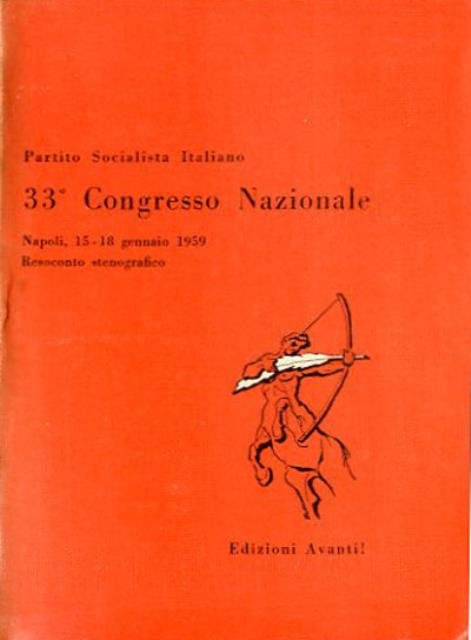 Partito Socialista Italiano
33° Congresso Nazionale
Napoli, 15-18 gennaio 1959
Resoconto stenografico
Edizioni Avanti!